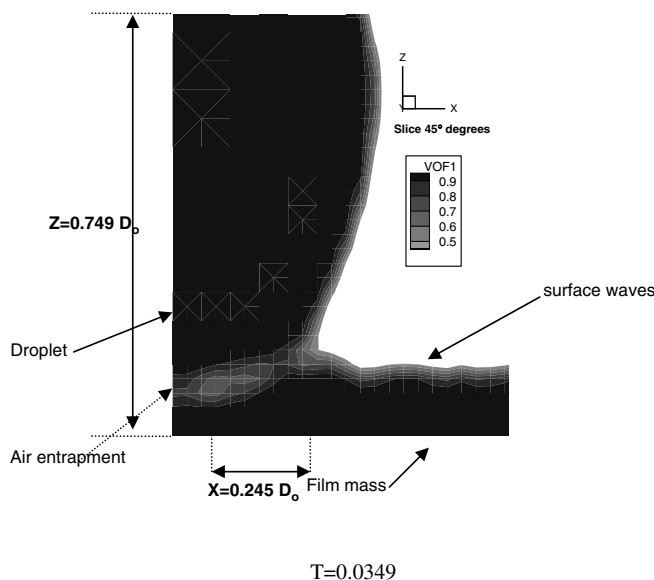 Z
Y X
Slice 45° degrees
VOF1
0.9
0.8
0.7
0.6
0.5
Z=0.749 Do
surface waves
Droplet
Air entrapment
X=0.245 Do
Film mass
T=0.0349